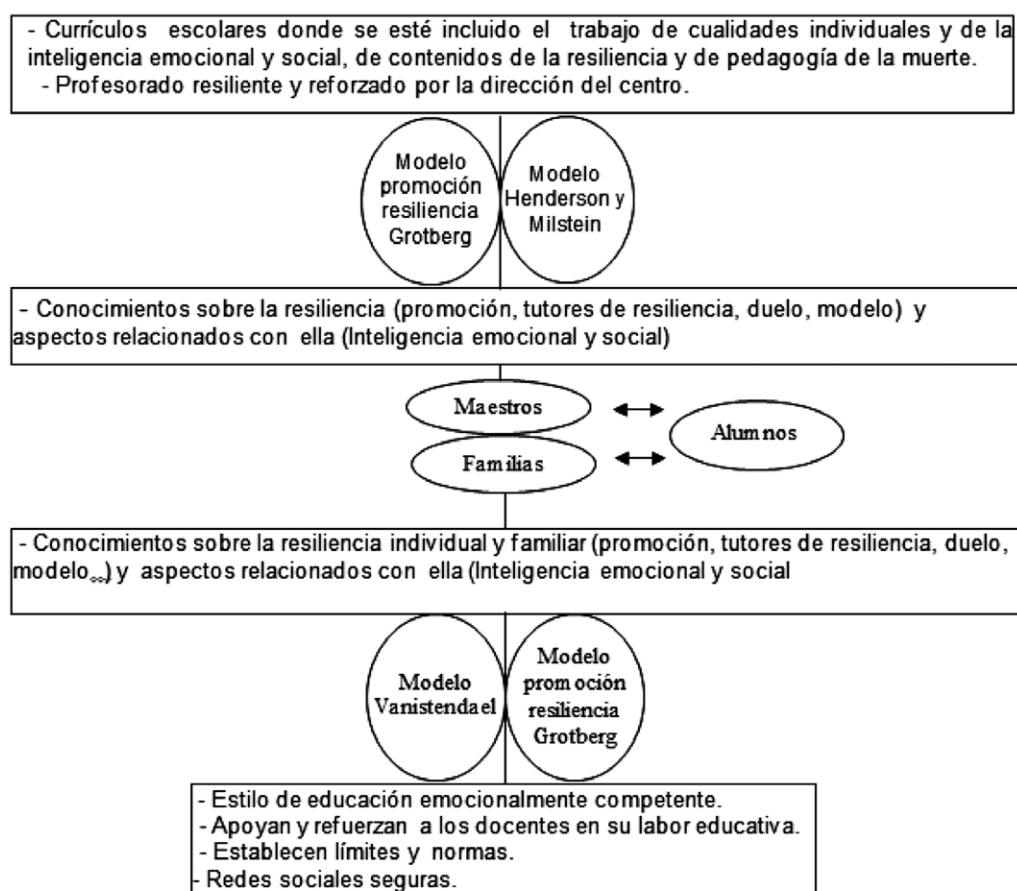 - Currículos escolares donde se esté incluido el trabajo de cualidades individuales y de la
inteligencia emocional y social, de contenidos de la resiliencia y de pedagogía de la muerte.
- Profesorado resiliente y reforzado por la dirección del centro.
Modelo
promoción
resiliencia
Grotberg
Modelo
Henderson y
Milstein
- Conocimientos sobre la resiliencia (promoción, tutores de resiliencia, duelo, modelo) y
aspectos relacionados con ella (Inteligencia emocional y social)
Maestros
Alumnos
Familias
- Conocimientos sobre la resiliencia individual y familiar (promoción, tutores de resiliencia, duelo,
modelo...) y aspectos relacionados con ella (Inteligencia emocional y social
Modelo
Vanistendael
Modelo
promoción
resiliencia
Grotberg
- Estilo de educación emocionalmente competente.
- Apoyan y refuerzan a los docentes en su labor educativa.
- Establecen límites y normas.
- Redes sociales seguras.